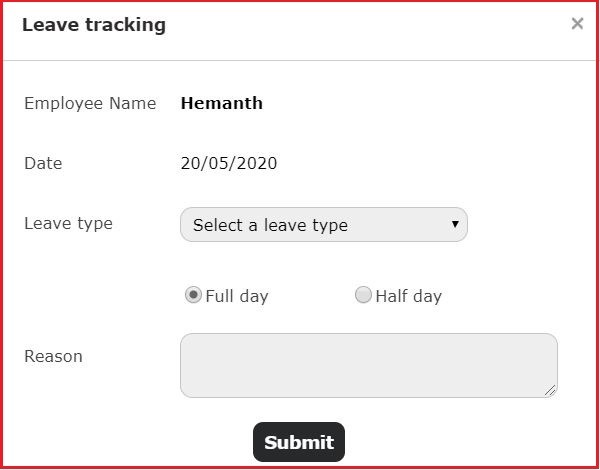 Leave tracking ×
Employee Name Hemanth
Date 20/05/2020
Leave type Select a leave type
Full day Half day
Reason
Submit